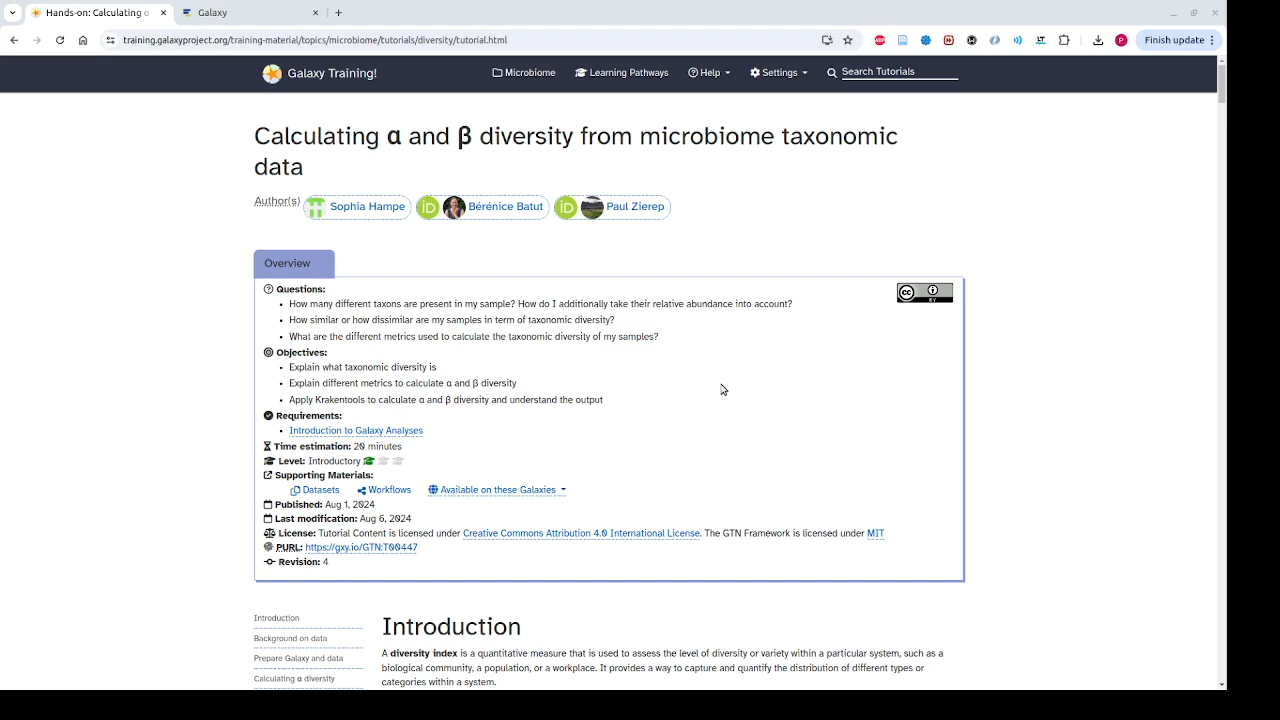 Hands-on: Calculating α
Galaxy
training.galaxyproject.org/training-material/topics/microbiome/tutorials/diversity/tutorial.html
Finish update
Galaxy Training!
Microbiome
Learning Pathways
Help
Settings
Search Tutorials
Calculating α and β diversity from microbiome taxonomic
data
Author(s) Sophia Hampe Bérénice Batut Paul Zierep
Overview
Questions:
How many different taxons are present in my sample? How do I additionally take their relative abundance into account?
How similar or how dissimilar are my samples in term of taxonomic diversity?
What are the different metrics used to calculate the taxonomic diversity of my samples?
Objectives:
Explain what taxonomic diversity is
Explain different metrics to calculate α and β diversity
Apply Krakentools to calculate α and β diversity and understand the output
Requirements:
Introduction to Galaxy Analyses
Time estimation: 20 minutes
Level: Introductory
Supporting Materials:
Datasets Workflows Available on these Galaxies
Published: Aug 1, 2024
Last modification: Aug 6, 2024
License: Tutorial Content is licensed under Creative Commons Attribution 4.0 International License. The GTN Framework is licensed under MIT
PURL: https://gxy.io/GTN:T00447
Revision: 4
Introduction
Background on data
Prepare Galaxy and data
Calculating α diversity
Introduction
A diversity index is a quantitative measure that is used to assess the level of diversity or variety within a particular system, such as a
biological community, a population, or a workplace. It provides a way to capture and quantify the distribution of different types or
categories within a system.